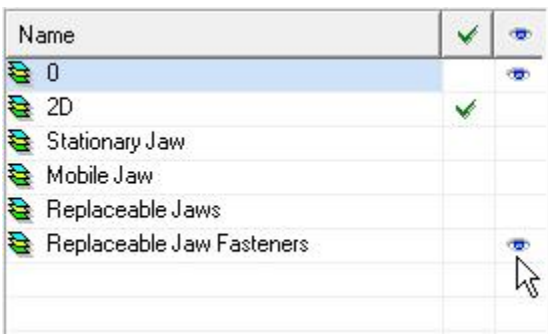 Name
0
2D
Stationary Jaw
Mobile Jaw
Replaceable Jaws
Replaceable Jaw Fasteners